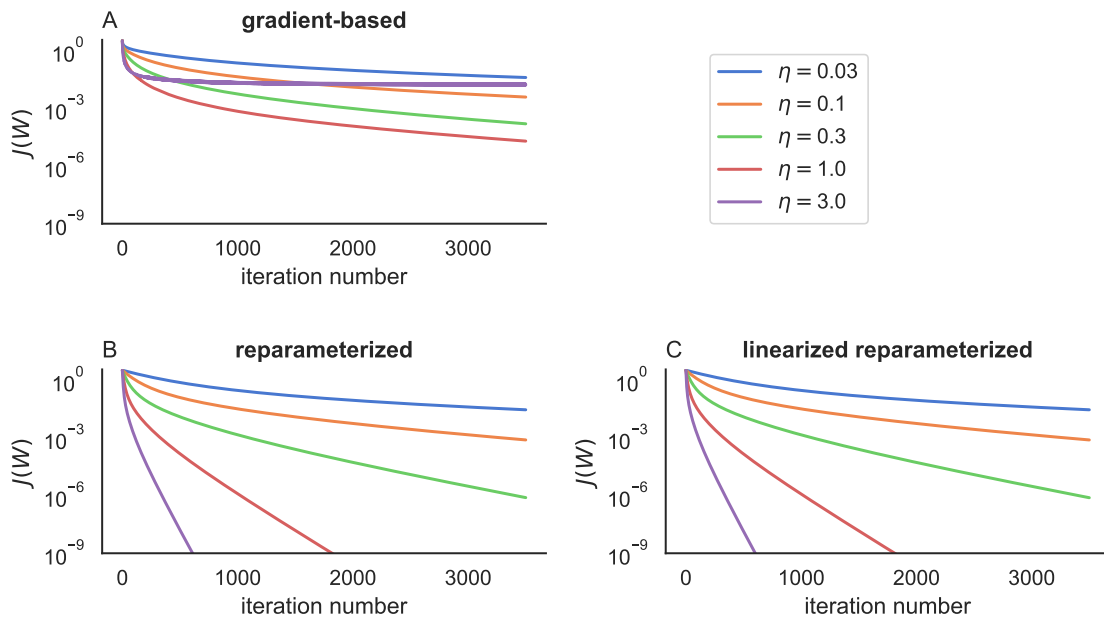 A gradient-based
10^0
10^−3
10^−6
10^−9
J(W)
0 1000 2000 3000
iteration number
η = 0.03
η = 0.1
η = 0.3
η = 1.0
η = 3.0
B reparameterized
10^0
10^−3
10^−6
10^−9
J(W)
0 1000 2000 3000
iteration number
C linearized reparameterized
10^0
10^−3
10^−6
10^−9
J(W)
0 1000 2000 3000
iteration number